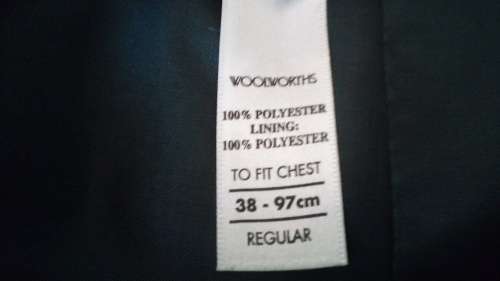 WOOLWORTHS
100% POLYESTER
LINING:
100% POLYESTER
TO FIT CHEST
38 - 97cm
REGULAR